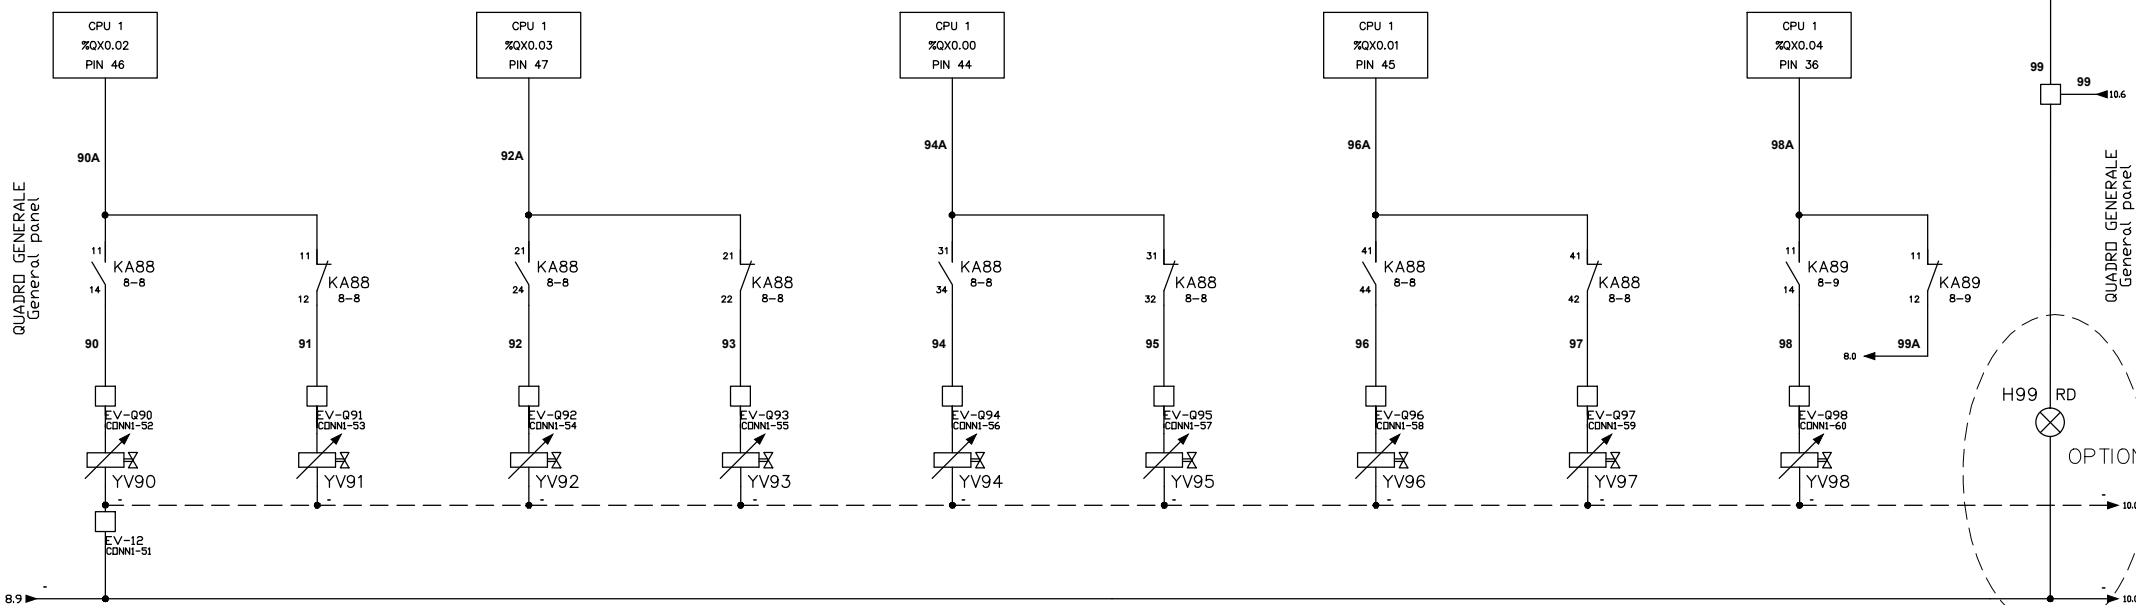 CPU 1
%QX0.02
PIN 46
CPU 1
%QX0.03
PIN 47
CPU 1
%QX0.00
PIN 44
CPU 1
%QX0.01
PIN 45
CPU 1
%QX0.04
PIN 36
99
99
10.6
90A
92A
94A
96A
98A
QUADRO GENERALE
General panel
QUADRO GENERALE
General panel
11
KA88
8-8
14
11
KA88
8-8
12
21
KA88
8-8
24
21
KA88
8-8
22
31
KA88
8-8
34
31
KA88
8-8
32
41
KA88
8-8
44
41
KA88
8-8
42
11
KA89
8-9
14
11
KA89
8-9
12
90
91
92
93
94
95
96
97
98
99A
8.0
EV-Q90
CONN1-52
EV-Q91
CONN1-53
EV-Q92
CONN1-54
EV-Q93
CONN1-55
EV-Q94
CONN1-56
EV-Q95
CONN1-57
EV-Q96
CONN1-58
EV-Q97
CONN1-59
EV-Q98
CONN1-60
H99 RD
OPTION
YV90
YV91
YV92
YV93
YV94
YV95
YV96
YV97
YV98
- - - - - - - - - -
10.0
EV-12
CONN1-51
8.9
- -
10.0